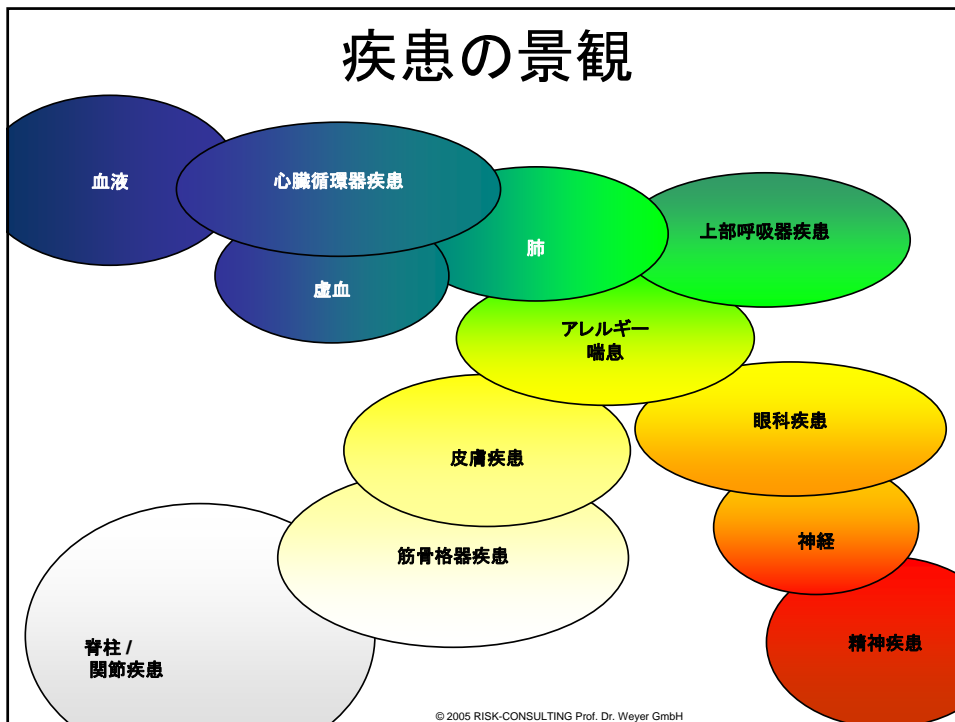 疾患の景観
血液
心臓循環器疾患
肺
上部呼吸器疾患
虚血
アレルギー
喘息
眼科疾患
皮膚疾患
神経
筋骨格器疾患
脊柱 /
関節疾患
精神疾患
© 2005 RISK-CONSULTING Prof. Dr. Weyer GmbH